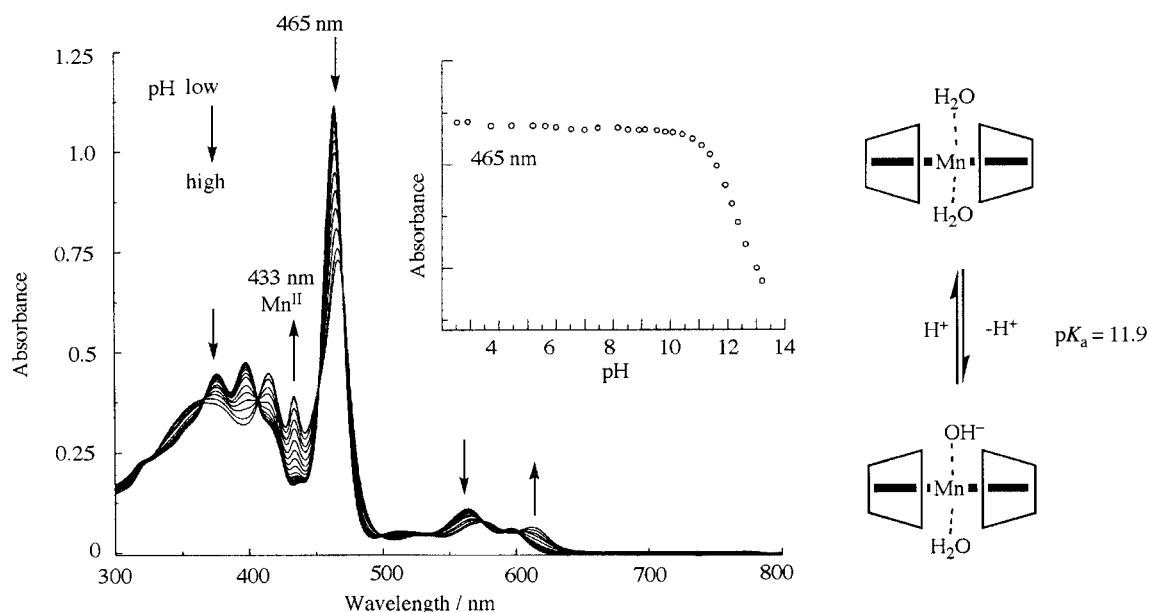 465 nm
1.25
1.0
0.75
0.5
0.25
0
Absorbance
pH low
high
433 nm
Mn^II
300
400
500
600
700
800
Wavelength / nm
465 nm
Absorbance
4
6
8
10
12
14
pH
H₂O
Mn
H₂O
H⁺
-H⁺
pKₐ = 11.9
OH⁻
Mn
H₂O